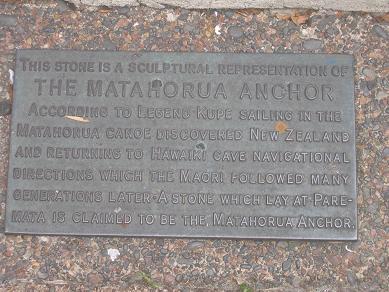 THIS STONE IS A SCULPTURAL REPRESENTATION OF
THE MATAHORUA ANCHOR
ACCORDING TO LEGEND KUPE SAILING IN THE
MATAHORUA CANOE DISCOVERED NEW ZEALAND
AND RETURNING TO HAWAIKI GAVE NAVIGATIONAL
DIRECTIONS WHICH THE MAORI FOLLOWED MANY
GENERATIONS LATER·A STONE WHICH LAY AT·PARE-
MATA IS CLAIMED TO BE THE, MATAHORUA ANCHOR.